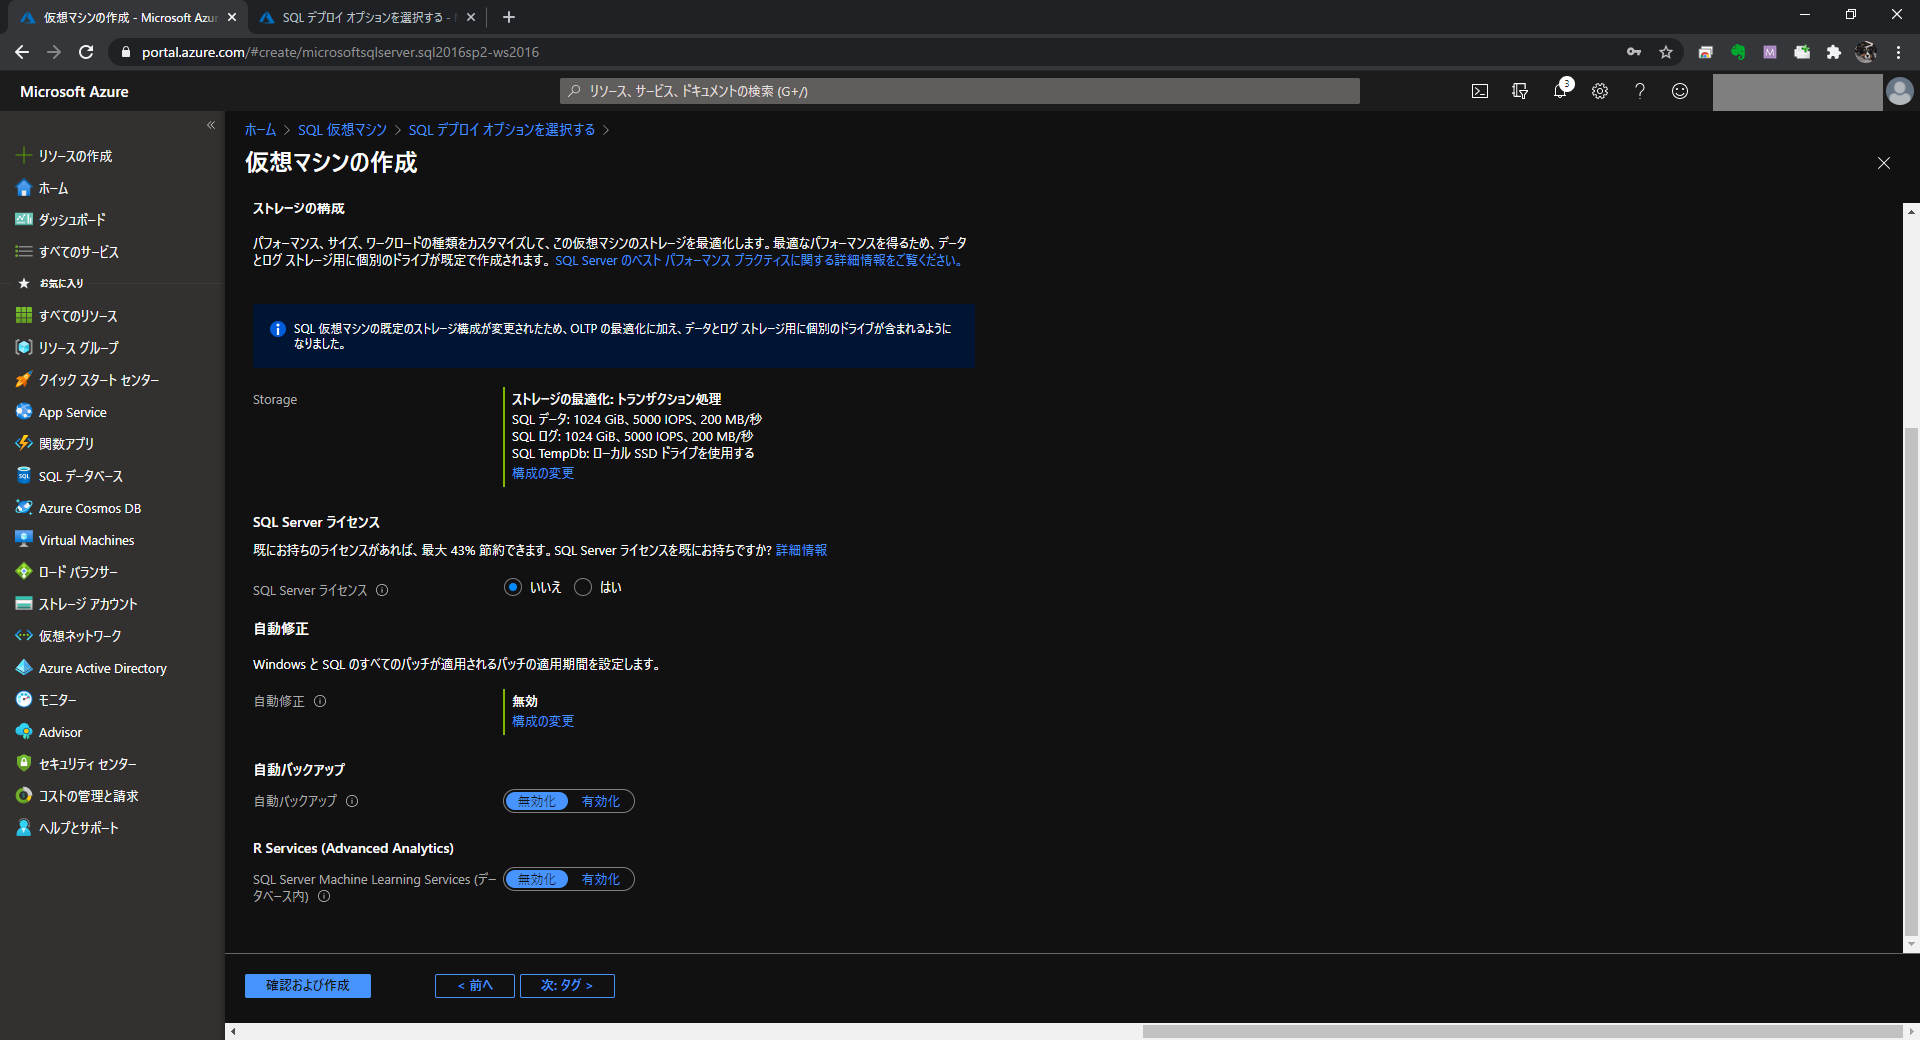 仮想マシンの作成 - Microsoft Azur
SQL デプロイ オプションを選択する - M
portal.azure.com/#create/microsoftsqlserver.sql2016sp2-ws2016
Microsoft Azure
リソース、サービス、ドキュメントの検索 (G+/)
3
リソースの作成
ホーム
ダッシュボード
すべてのサービス
お気に入り
すべてのリソース
リソース グループ
クイック スタート センター
App Service
関数アプリ
SQL データベース
Azure Cosmos DB
Virtual Machines
ロード バランサー
ストレージ アカウント
仮想ネットワーク
Azure Active Directory
モニター
Advisor
セキュリティ センター
コストの管理と請求
ヘルプとサポート
ホーム > SQL 仮想マシン > SQL デプロイ オプションを選択する >
仮想マシンの作成
ストレージの構成
パフォーマンス、サイズ、ワークロードの種類をカスタマイズして、この仮想マシンのストレージを最適化します。最適なパフォーマンスを得るため、データ
とログ ストレージ用に個別のドライブが既定で作成されます。 SQL Server のベスト パフォーマンス プラクティスに関する詳細情報をご覧ください。
SQL 仮想マシンの既定のストレージ構成が変更されたため、OLTP の最適化に加え、データとログ ストレージ用に個別のドライブが含まれるように
なりました。
Storage
ストレージの最適化: トランザクション処理
SQL データ: 1024 GiB、5000 IOPS、200 MB/秒
SQL ログ: 1024 GiB、5000 IOPS、200 MB/秒
SQL TempDb: ローカル SSD ドライブを使用する
構成の変更
SQL Server ライセンス
既にお持ちのライセンスがあれば、最大 43% 節約できます。SQL Server ライセンスを既にお持ちですか? 詳細情報
SQL Server ライセンス
いいえ はい
自動修正
Windows と SQL のすべてのパッチが適用されるパッチの適用期間を設定します。
自動修正
無効
構成の変更
自動バックアップ
自動バックアップ
無効化 有効化
R Services (Advanced Analytics)
SQL Server Machine Learning Services (デー
タベース内)
無効化 有効化
確認および作成
< 前へ
次: タグ >